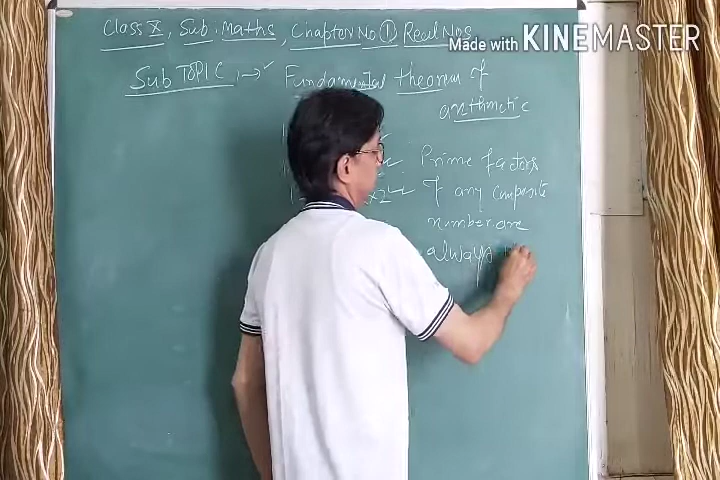 Class X, Sub: Maths, Chapter No ① Real Nos
Made with KINEMASTER
Sub TOPIC :→ Fundamental theorem of
arithmetic
Prime factors
x2 of any composite
number are
always